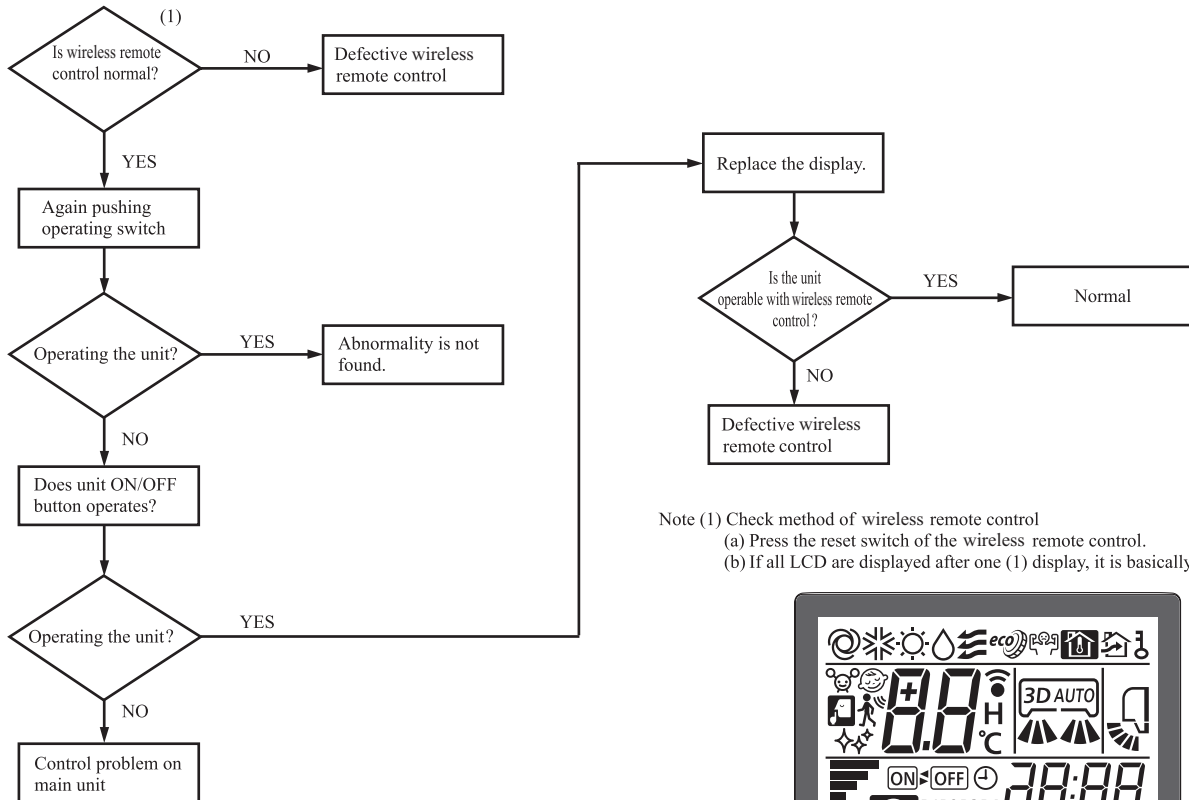 (1)
Is wireless remote
control normal?
NO
Defective wireless
remote control
YES
Again pushing
operating switch
Operating the unit?
YES
Abnormality is not
found.
NO
Does unit ON/OFF
button operates?
Operating the unit?
YES
NO
Control problem on
main unit
Replace the display.
Is the unit
operable with wireless remote
control?
YES
Normal
NO
Defective wireless
remote control
Note (1) Check method of wireless remote control
(a) Press the reset switch of the wireless remote control.
(b) If all LCD are displayed after one (1) display, it is basically
eco
+8.8
H
°C
3D AUTO
ON OFF